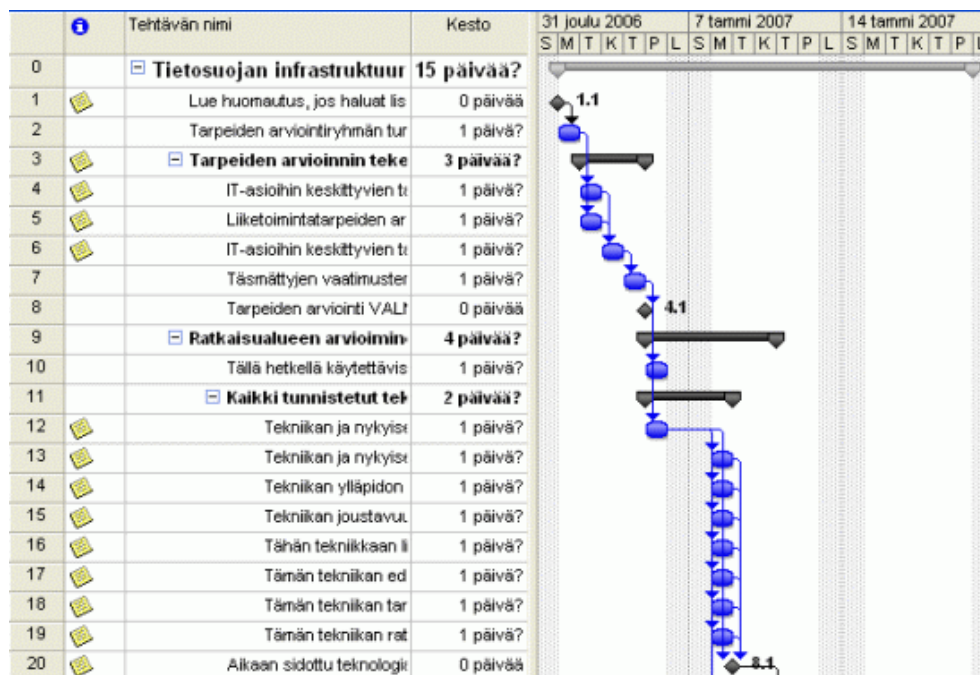 Tehtävän nimi Kesto 31 joulu 2006 7 tammi 2007 14 tammi 2007
S M T K T P L S M T K T P L S M T K T P L
0 Tietosuojan infrastruktuur 15 päivää?
1 Lue huomautus, jos haluat lis 0 päivää 1.1
2 Tarpeiden arviointiryhmän tur 1 päivä?
3 Tarpeiden arvioinnin teke 3 päivää?
4 IT-asioihin keskittyvien ta 1 päivä?
5 Liiketoimintatarpeiden ar 1 päivä?
6 IT-asioihin keskittyvien ta 1 päivä?
7 Täsmättyjen vaatimuster 1 päivä?
8 Tarpeiden arviointi VALM 0 päivää 4.1
9 Ratkaisualueen arvioimin 4 päivää?
10 Tällä hetkellä käytettävis 1 päivä?
11 Kaikki tunnistetut tek 2 päivää?
12 Tekniikan ja nykyise 1 päivä?
13 Tekniikan ja nykyise 1 päivä?
14 Tekniikan ylläpidon 1 päivä?
15 Tekniikan joustavuu 1 päivä?
16 Tähän tekniikkaan li 1 päivä?
17 Tämän tekniikan ed 1 päivä?
18 Tämän tekniikan tar 1 päivä?
19 Tämän tekniikan rat 1 päivä?
20 Aikaan sidottu teknologia 0 päivää 8.1